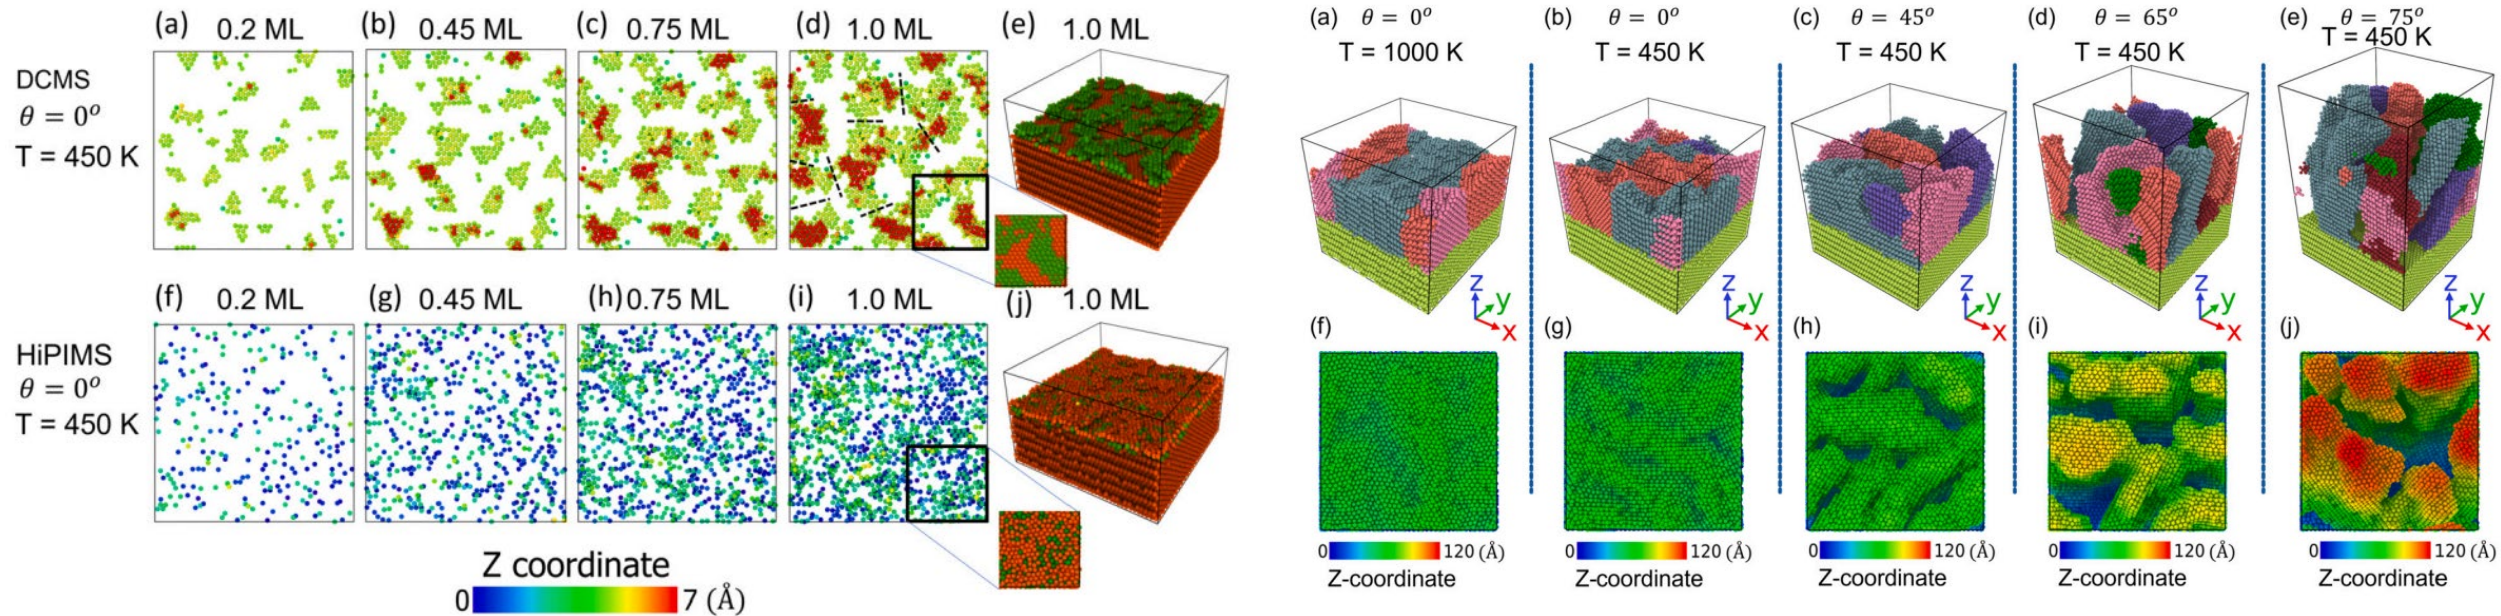 (a) 0.2 ML
(b) 0.45 ML
(c) 0.75 ML
(d) 1.0 ML
(e) 1.0 ML
DCMS
θ = 0°
T = 450 K
(f) 0.2 ML
(g) 0.45 ML
(h) 0.75 ML
(i) 1.0 ML
(j) 1.0 ML
HiPIMS
θ = 0°
T = 450 K
Z coordinate
0 7 (Å)
(a) θ = 0°
T = 1000 K
(b) θ = 0°
T = 450 K
(c) θ = 45°
T = 450 K
(d) θ = 65°
T = 450 K
(e) θ = 75°
T = 450 K
z
y
x
z
y
x
z
y
x
z
y
x
z
y
x
(f)
(g)
(h)
(i)
(j)
0 120 (Å)
Z-coordinate
0 120 (Å)
Z-coordinate
0 120 (Å)
Z-coordinate
0 120 (Å)
Z-coordinate
0 120 (Å)
Z-coordinate